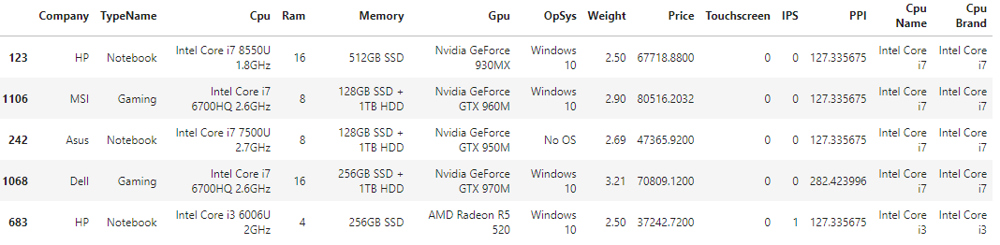 Company TypeName Cpu Ram Memory Gpu OpSys Weight Price Touchscreen IPS PPI Cpu Name Cpu Brand
123 HP Notebook Intel Core i7 8550U 1.8GHz 16 512GB SSD Nvidia GeForce 930MX Windows 10 2.50 67718.8800 0 0 127.335675 Intel Core i7 Intel Core i7
1106 MSI Gaming Intel Core i7 6700HQ 2.6GHz 8 128GB SSD + 1TB HDD Nvidia GeForce GTX 960M Windows 10 2.90 80516.2032 0 0 127.335675 Intel Core i7 Intel Core i7
242 Asus Notebook Intel Core i7 7500U 2.7GHz 8 128GB SSD + 1TB HDD Nvidia GeForce GTX 950M No OS 2.69 47365.9200 0 0 127.335675 Intel Core i7 Intel Core i7
1068 Dell Gaming Intel Core i7 6700HQ 2.6GHz 16 256GB SSD + 1TB HDD Nvidia GeForce GTX 970M Windows 10 3.21 70809.1200 0 0 282.423996 Intel Core i7 Intel Core i7
683 HP Notebook Intel Core i3 6006U 2GHz 4 256GB SSD AMD Radeon R5 520 Windows 10 2.50 37242.7200 0 1 127.335675 Intel Core i3 Intel Core i3